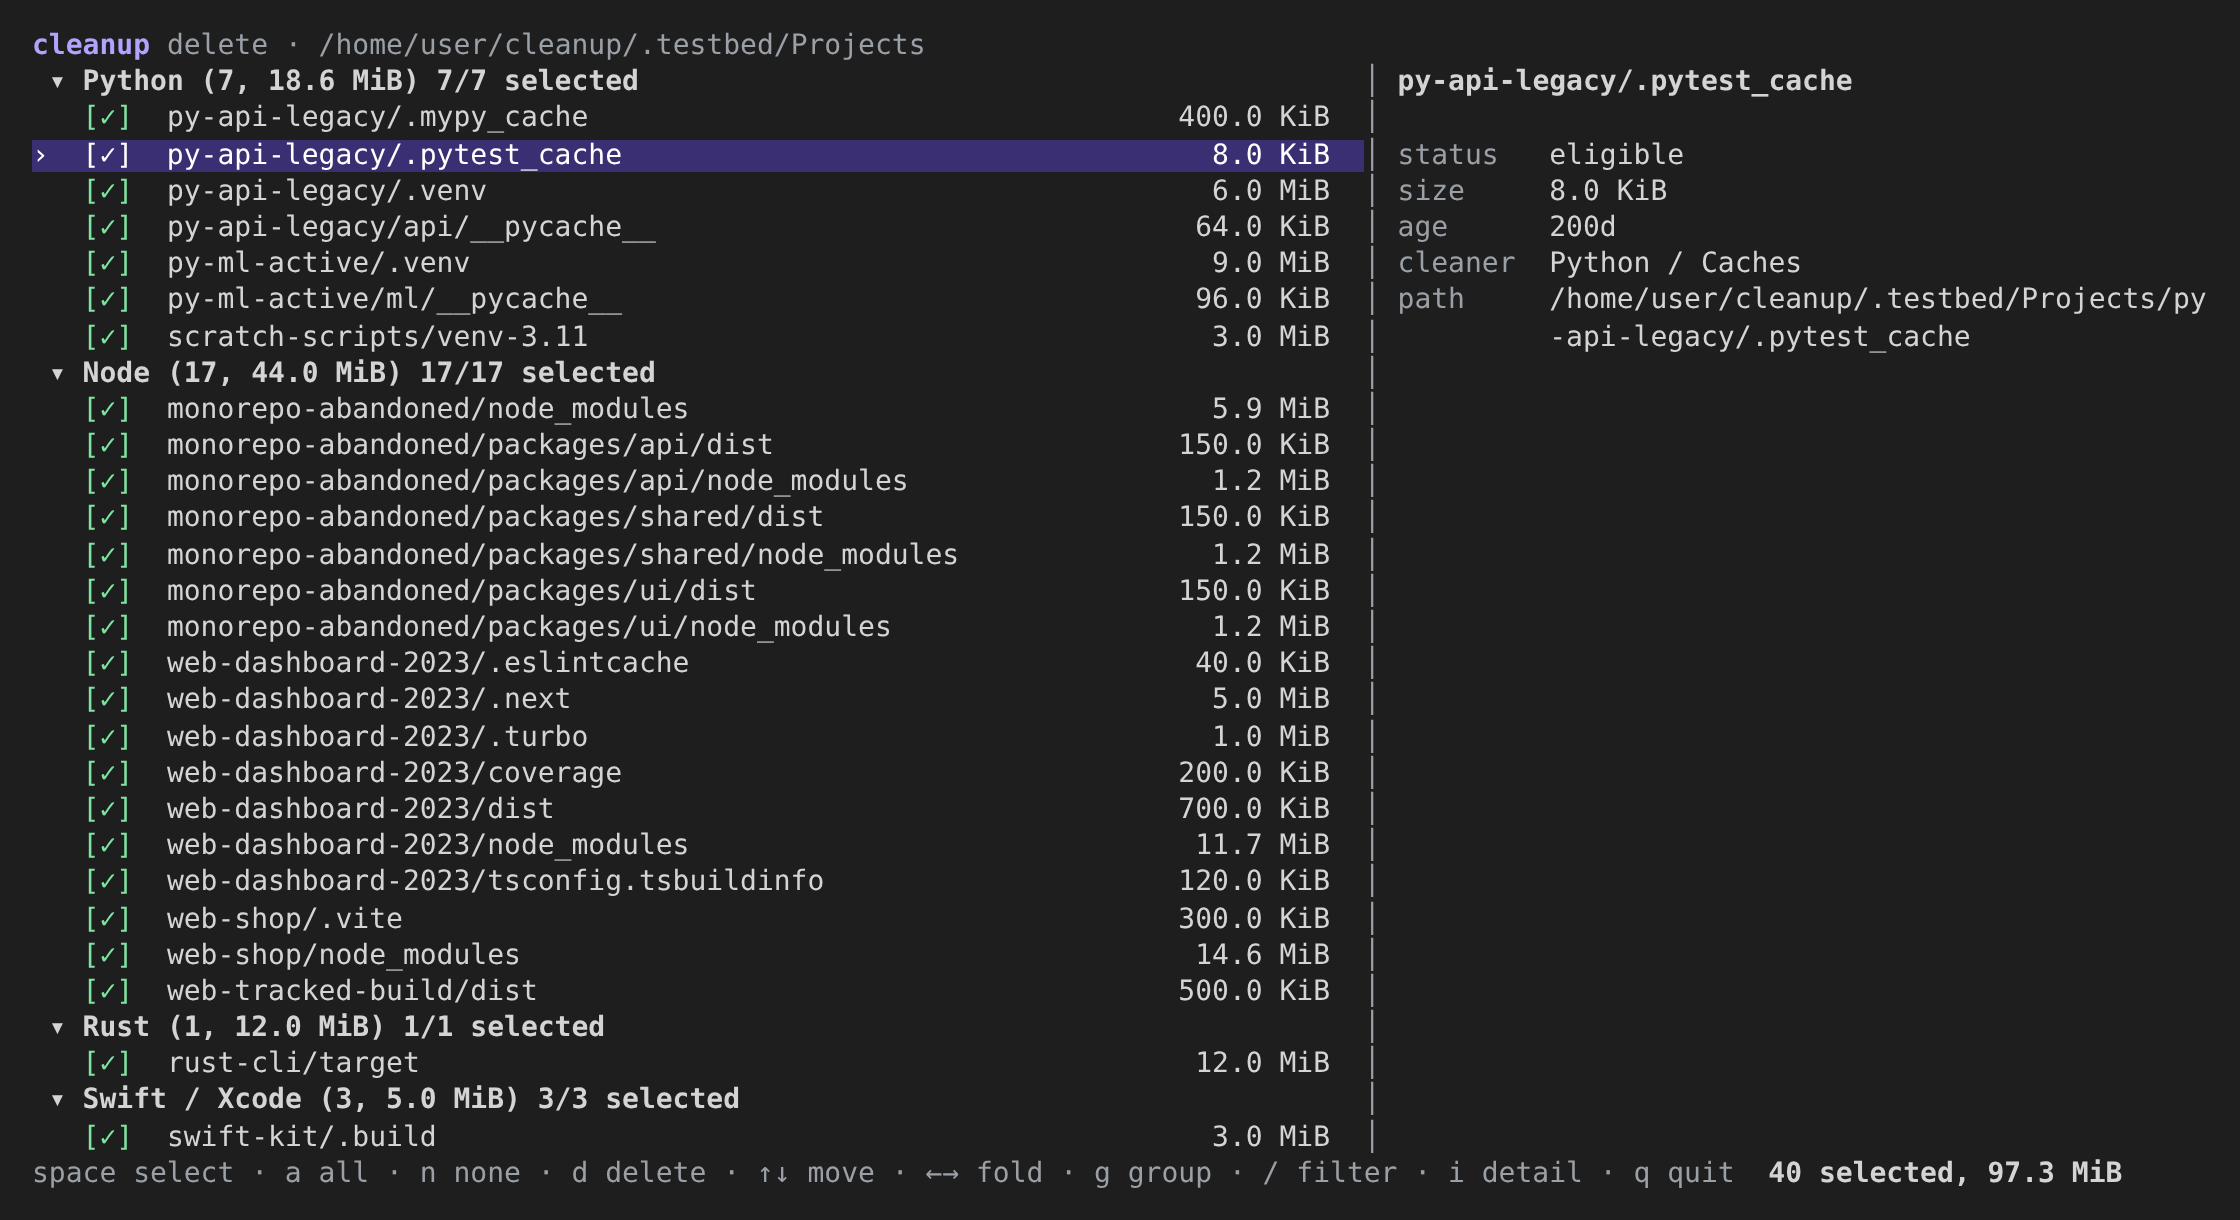 cleanup delete · /home/user/cleanup/.testbed/Projects
▾ Python (7, 18.6 MiB) 7/7 selected
[✓] py-api-legacy/.mypy_cache 400.0 KiB
› [✓] py-api-legacy/.pytest_cache 8.0 KiB
[✓] py-api-legacy/.venv 6.0 MiB
[✓] py-api-legacy/api/__pycache__ 64.0 KiB
[✓] py-ml-active/.venv 9.0 MiB
[✓] py-ml-active/ml/__pycache__ 96.0 KiB
[✓] scratch-scripts/venv-3.11 3.0 MiB
▾ Node (17, 44.0 MiB) 17/17 selected
[✓] monorepo-abandoned/node_modules 5.9 MiB
[✓] monorepo-abandoned/packages/api/dist 150.0 KiB
[✓] monorepo-abandoned/packages/api/node_modules 1.2 MiB
[✓] monorepo-abandoned/packages/shared/dist 150.0 KiB
[✓] monorepo-abandoned/packages/shared/node_modules 1.2 MiB
[✓] monorepo-abandoned/packages/ui/dist 150.0 KiB
[✓] monorepo-abandoned/packages/ui/node_modules 1.2 MiB
[✓] web-dashboard-2023/.eslintcache 40.0 KiB
[✓] web-dashboard-2023/.next 5.0 MiB
[✓] web-dashboard-2023/.turbo 1.0 MiB
[✓] web-dashboard-2023/coverage 200.0 KiB
[✓] web-dashboard-2023/dist 700.0 KiB
[✓] web-dashboard-2023/node_modules 11.7 MiB
[✓] web-dashboard-2023/tsconfig.tsbuildinfo 120.0 KiB
[✓] web-shop/.vite 300.0 KiB
[✓] web-shop/node_modules 14.6 MiB
[✓] web-tracked-build/dist 500.0 KiB
▾ Rust (1, 12.0 MiB) 1/1 selected
[✓] rust-cli/target 12.0 MiB
▾ Swift / Xcode (3, 5.0 MiB) 3/3 selected
[✓] swift-kit/.build 3.0 MiB
py-api-legacy/.pytest_cache
status eligible
size 8.0 KiB
age 200d
cleaner Python / Caches
path /home/user/cleanup/.testbed/Projects/py
-api-legacy/.pytest_cache
space select · a all · n none · d delete · ↑↓ move · ←→ fold · g group · / filter · i detail · q quit 40 selected, 97.3 MiB